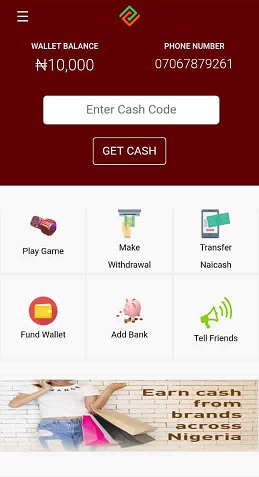 WALLET BALANCE
PHONE NUMBER
₦10,000
07067879261
Enter Cash Code
GET CASH
Play Game
Make
Withdrawal
Transfer
Naicash
Fund Wallet
Add Bank
Tell Friends
Earn cash
from
brands
across
Nigeria